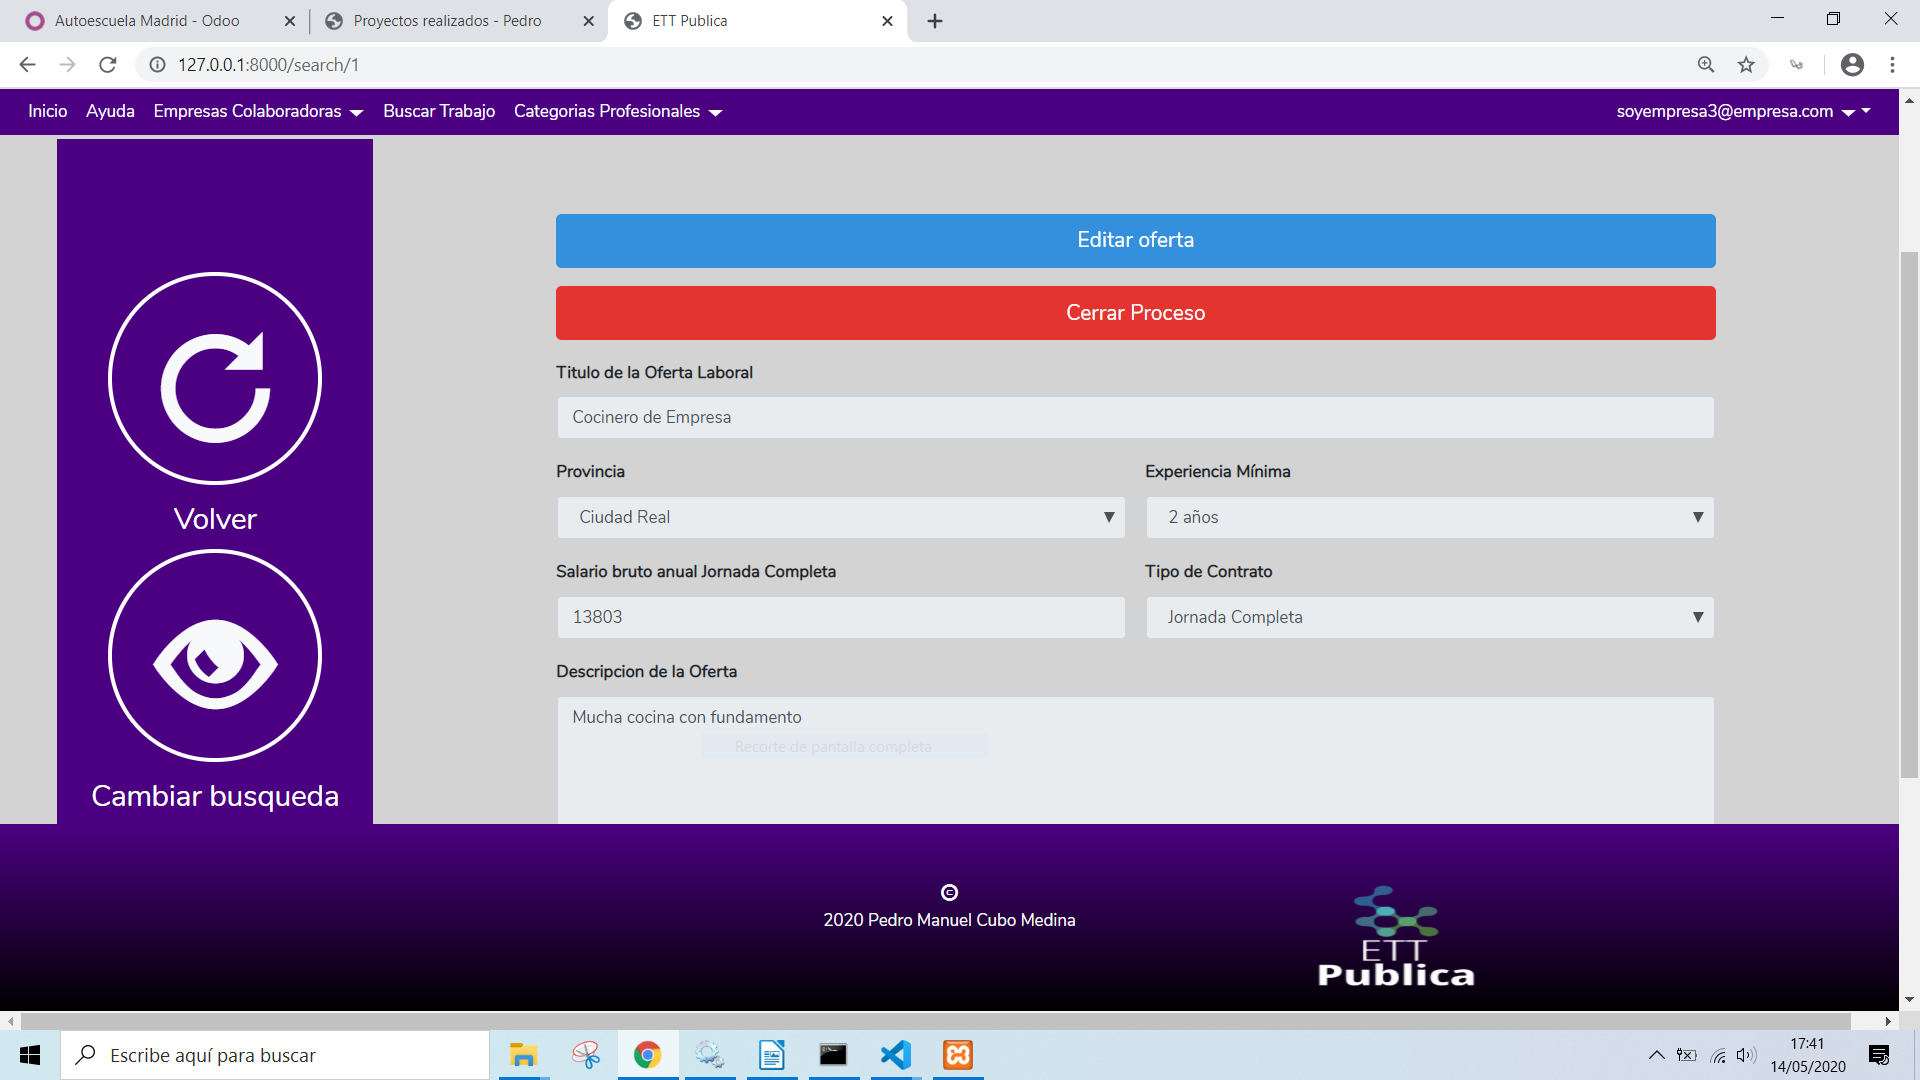 Autoescuela Madrid - Odoo
Proyectos realizados - Pedro
ETT Publica
127.0.0.1:8000/search/1
Inicio Ayuda Empresas Colaboradoras Buscar Trabajo Categorias Profesionales soyempresa3@empresa.com
Volver
Cambiar busqueda
Editar oferta
Cerrar Proceso
Titulo de la Oferta Laboral
Cocinero de Empresa
Provincia
Experiencia Mínima
Ciudad Real
2 años
Salario bruto anual Jornada Completa
Tipo de Contrato
13803
Jornada Completa
Descripcion de la Oferta
Mucha cocina con fundamento
Recorte de pantalla completa
©
2020 Pedro Manuel Cubo Medina
ETT
Publica
Escribe aquí para buscar
17:41
14/05/2020